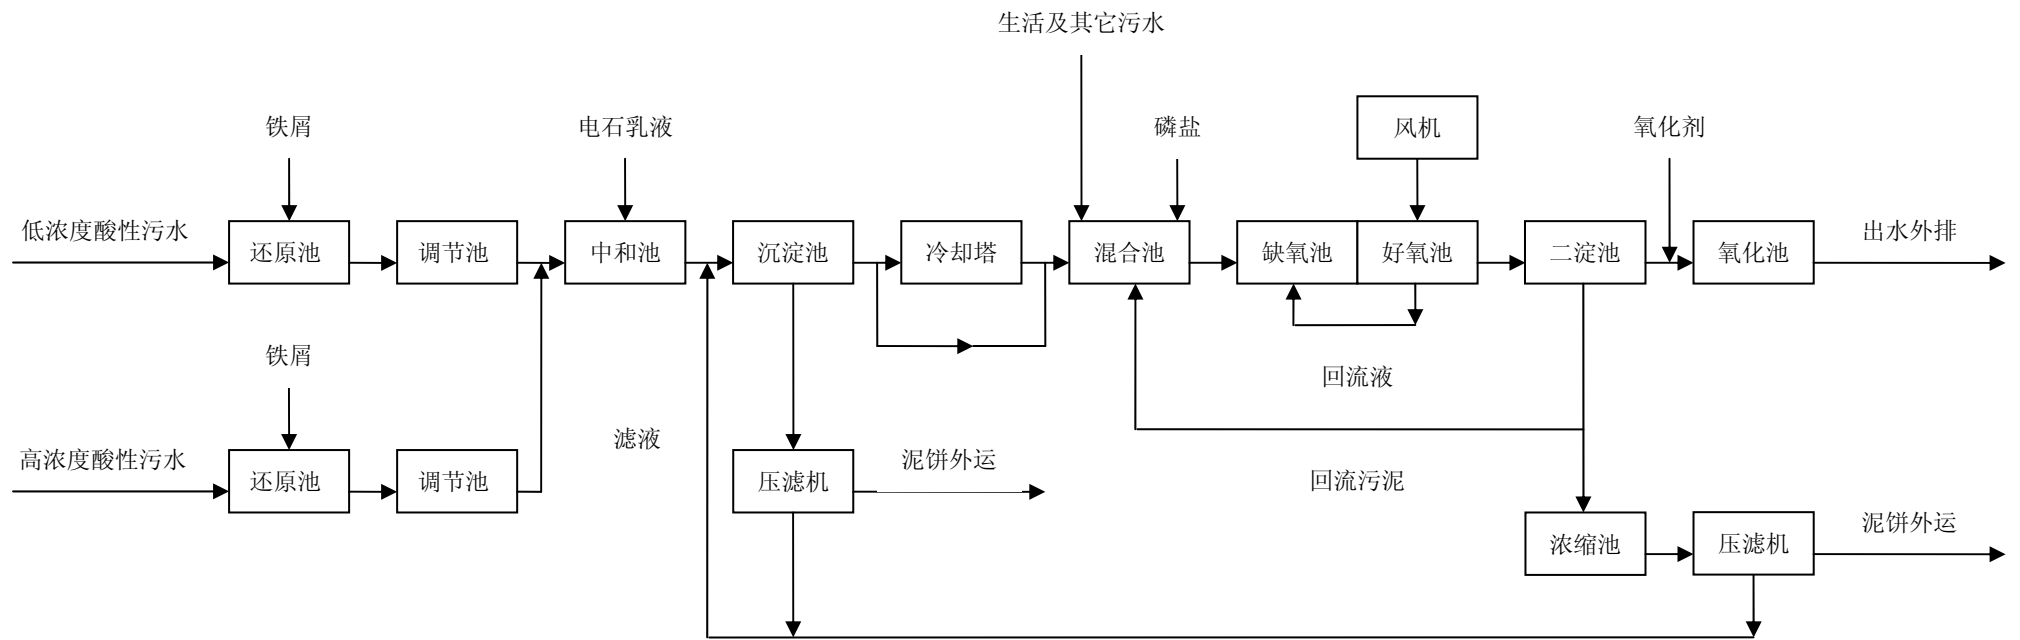 生活及其它污水
铁屑
电石乳液
磷盐
风机
氧化剂
低浓度酸性污水
还原池
调节池
中和池
沉淀池
冷却塔
混合池
缺氧池
好氧池
二淀池
氧化池
出水外排
铁屑
回流液
高浓度酸性污水
还原池
调节池
滤液
压滤机
泥饼外运
回流污泥
浓缩池
压滤机
泥饼外运